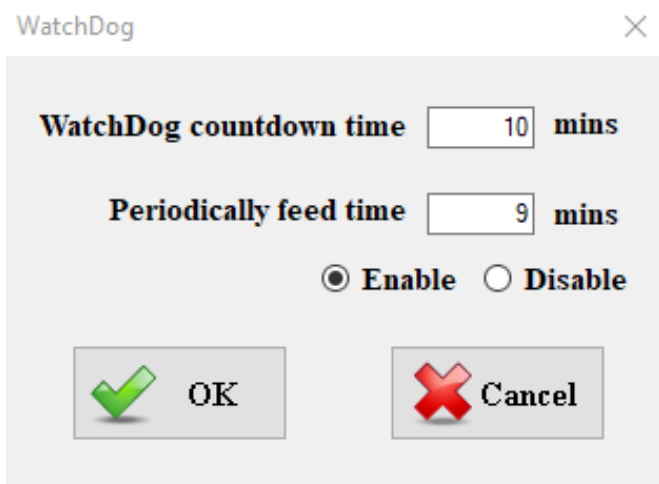 WatchDog
WatchDog countdown time 10 mins
Periodically feed time 9 mins
Enable Disable
OK Cancel